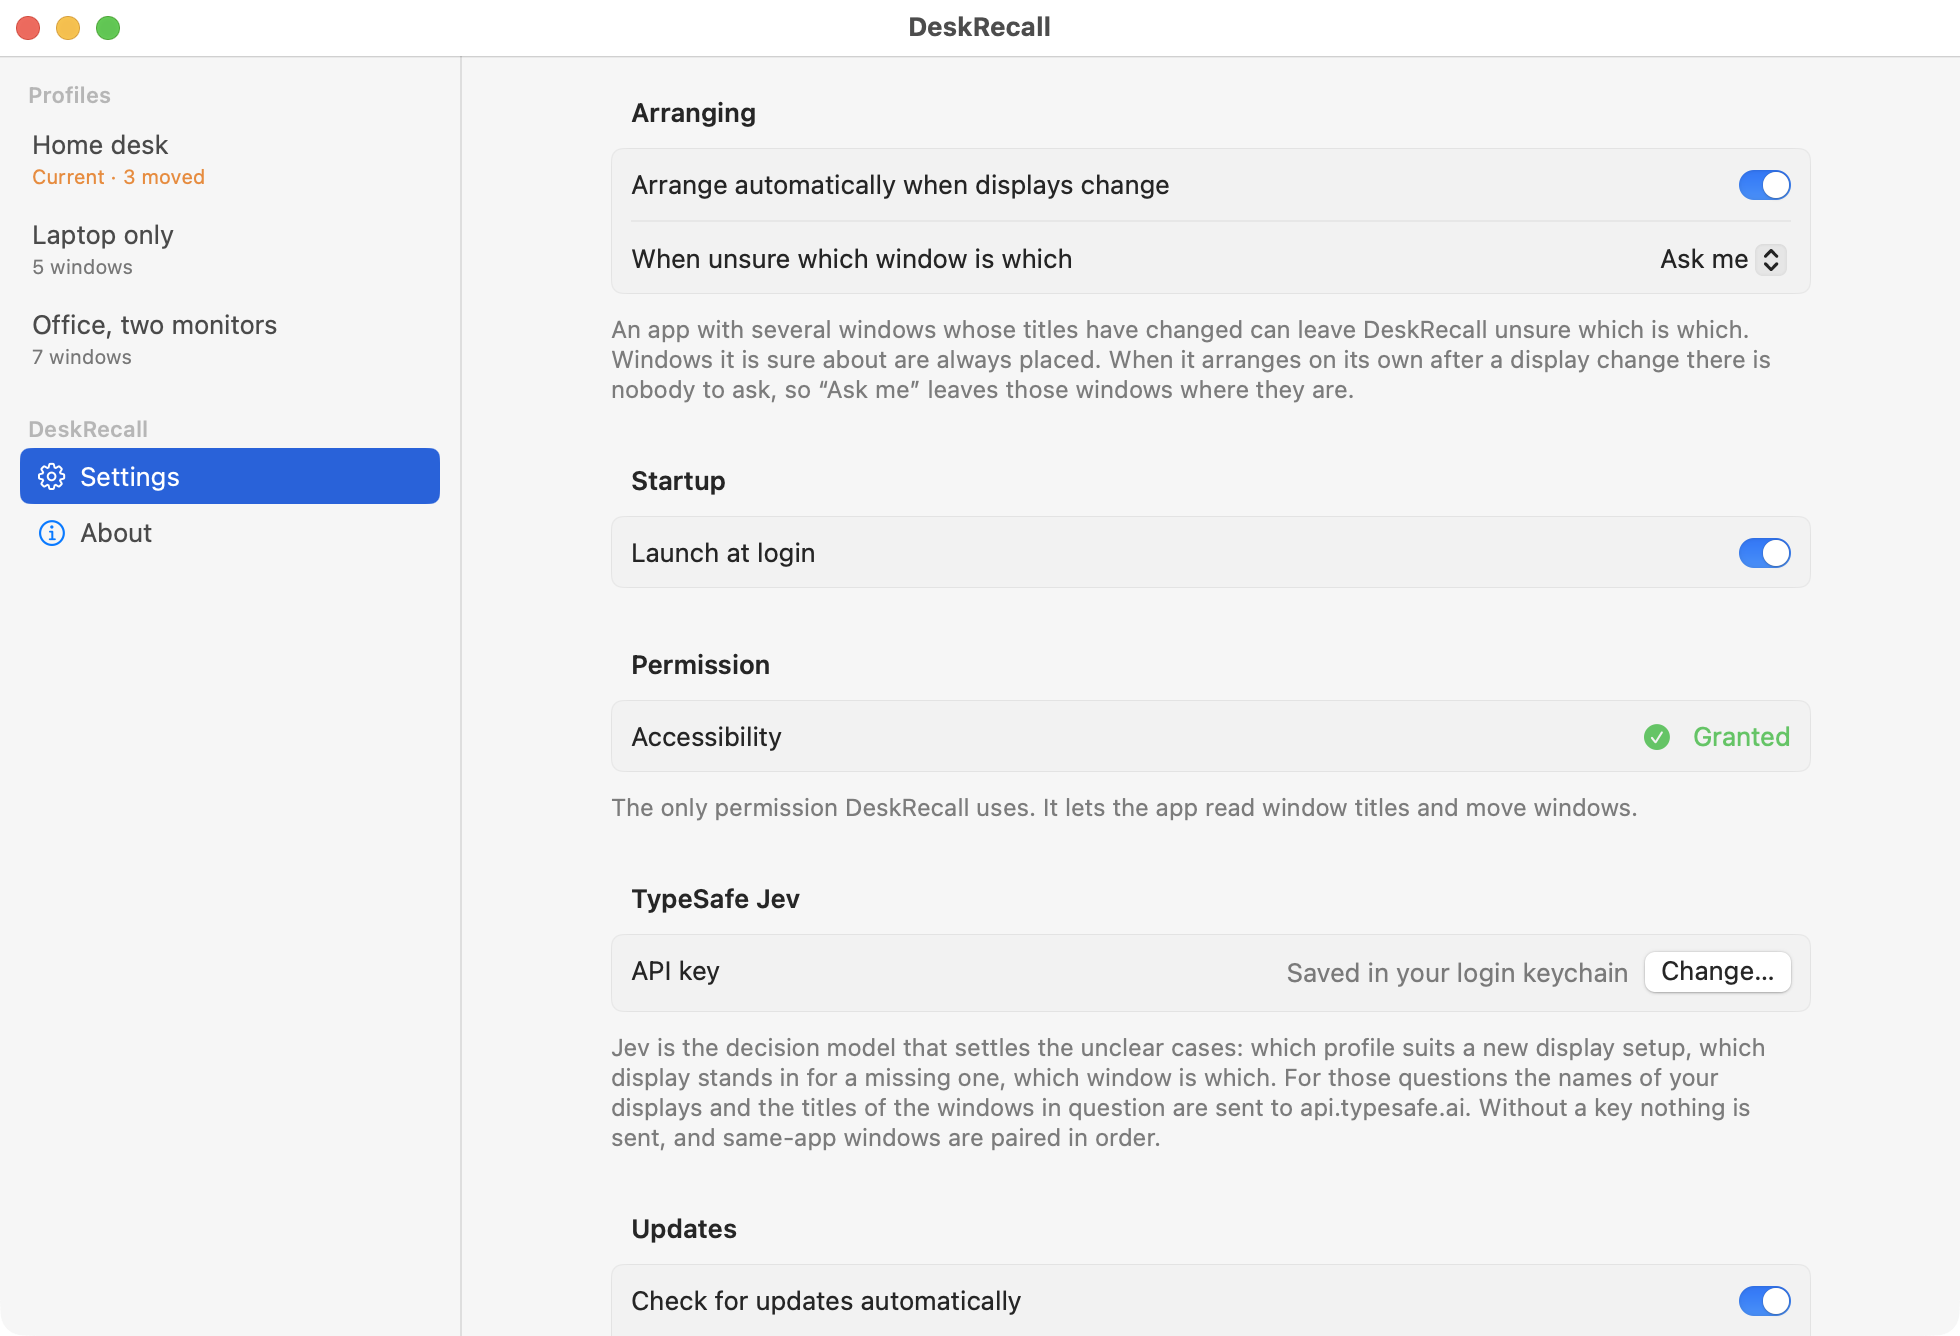 DeskRecall
Profiles
Home desk
Current · 3 moved
Laptop only
5 windows
Office, two monitors
7 windows
DeskRecall
Settings
About
Arranging
Arrange automatically when displays change
When unsure which window is which
Ask me
An app with several windows whose titles have changed can leave DeskRecall unsure which is which.
Windows it is sure about are always placed. When it arranges on its own after a display change there is
nobody to ask, so “Ask me” leaves those windows where they are.
Startup
Launch at login
Permission
Accessibility
Granted
The only permission DeskRecall uses. It lets the app read window titles and move windows.
TypeSafe Jev
API key
Saved in your login keychain
Change...
Jev is the decision model that settles the unclear cases: which profile suits a new display setup, which
display stands in for a missing one, which window is which. For those questions the names of your
displays and the titles of the windows in question are sent to api.typesafe.ai. Without a key nothing is
sent, and same-app windows are paired in order.
Updates
Check for updates automatically